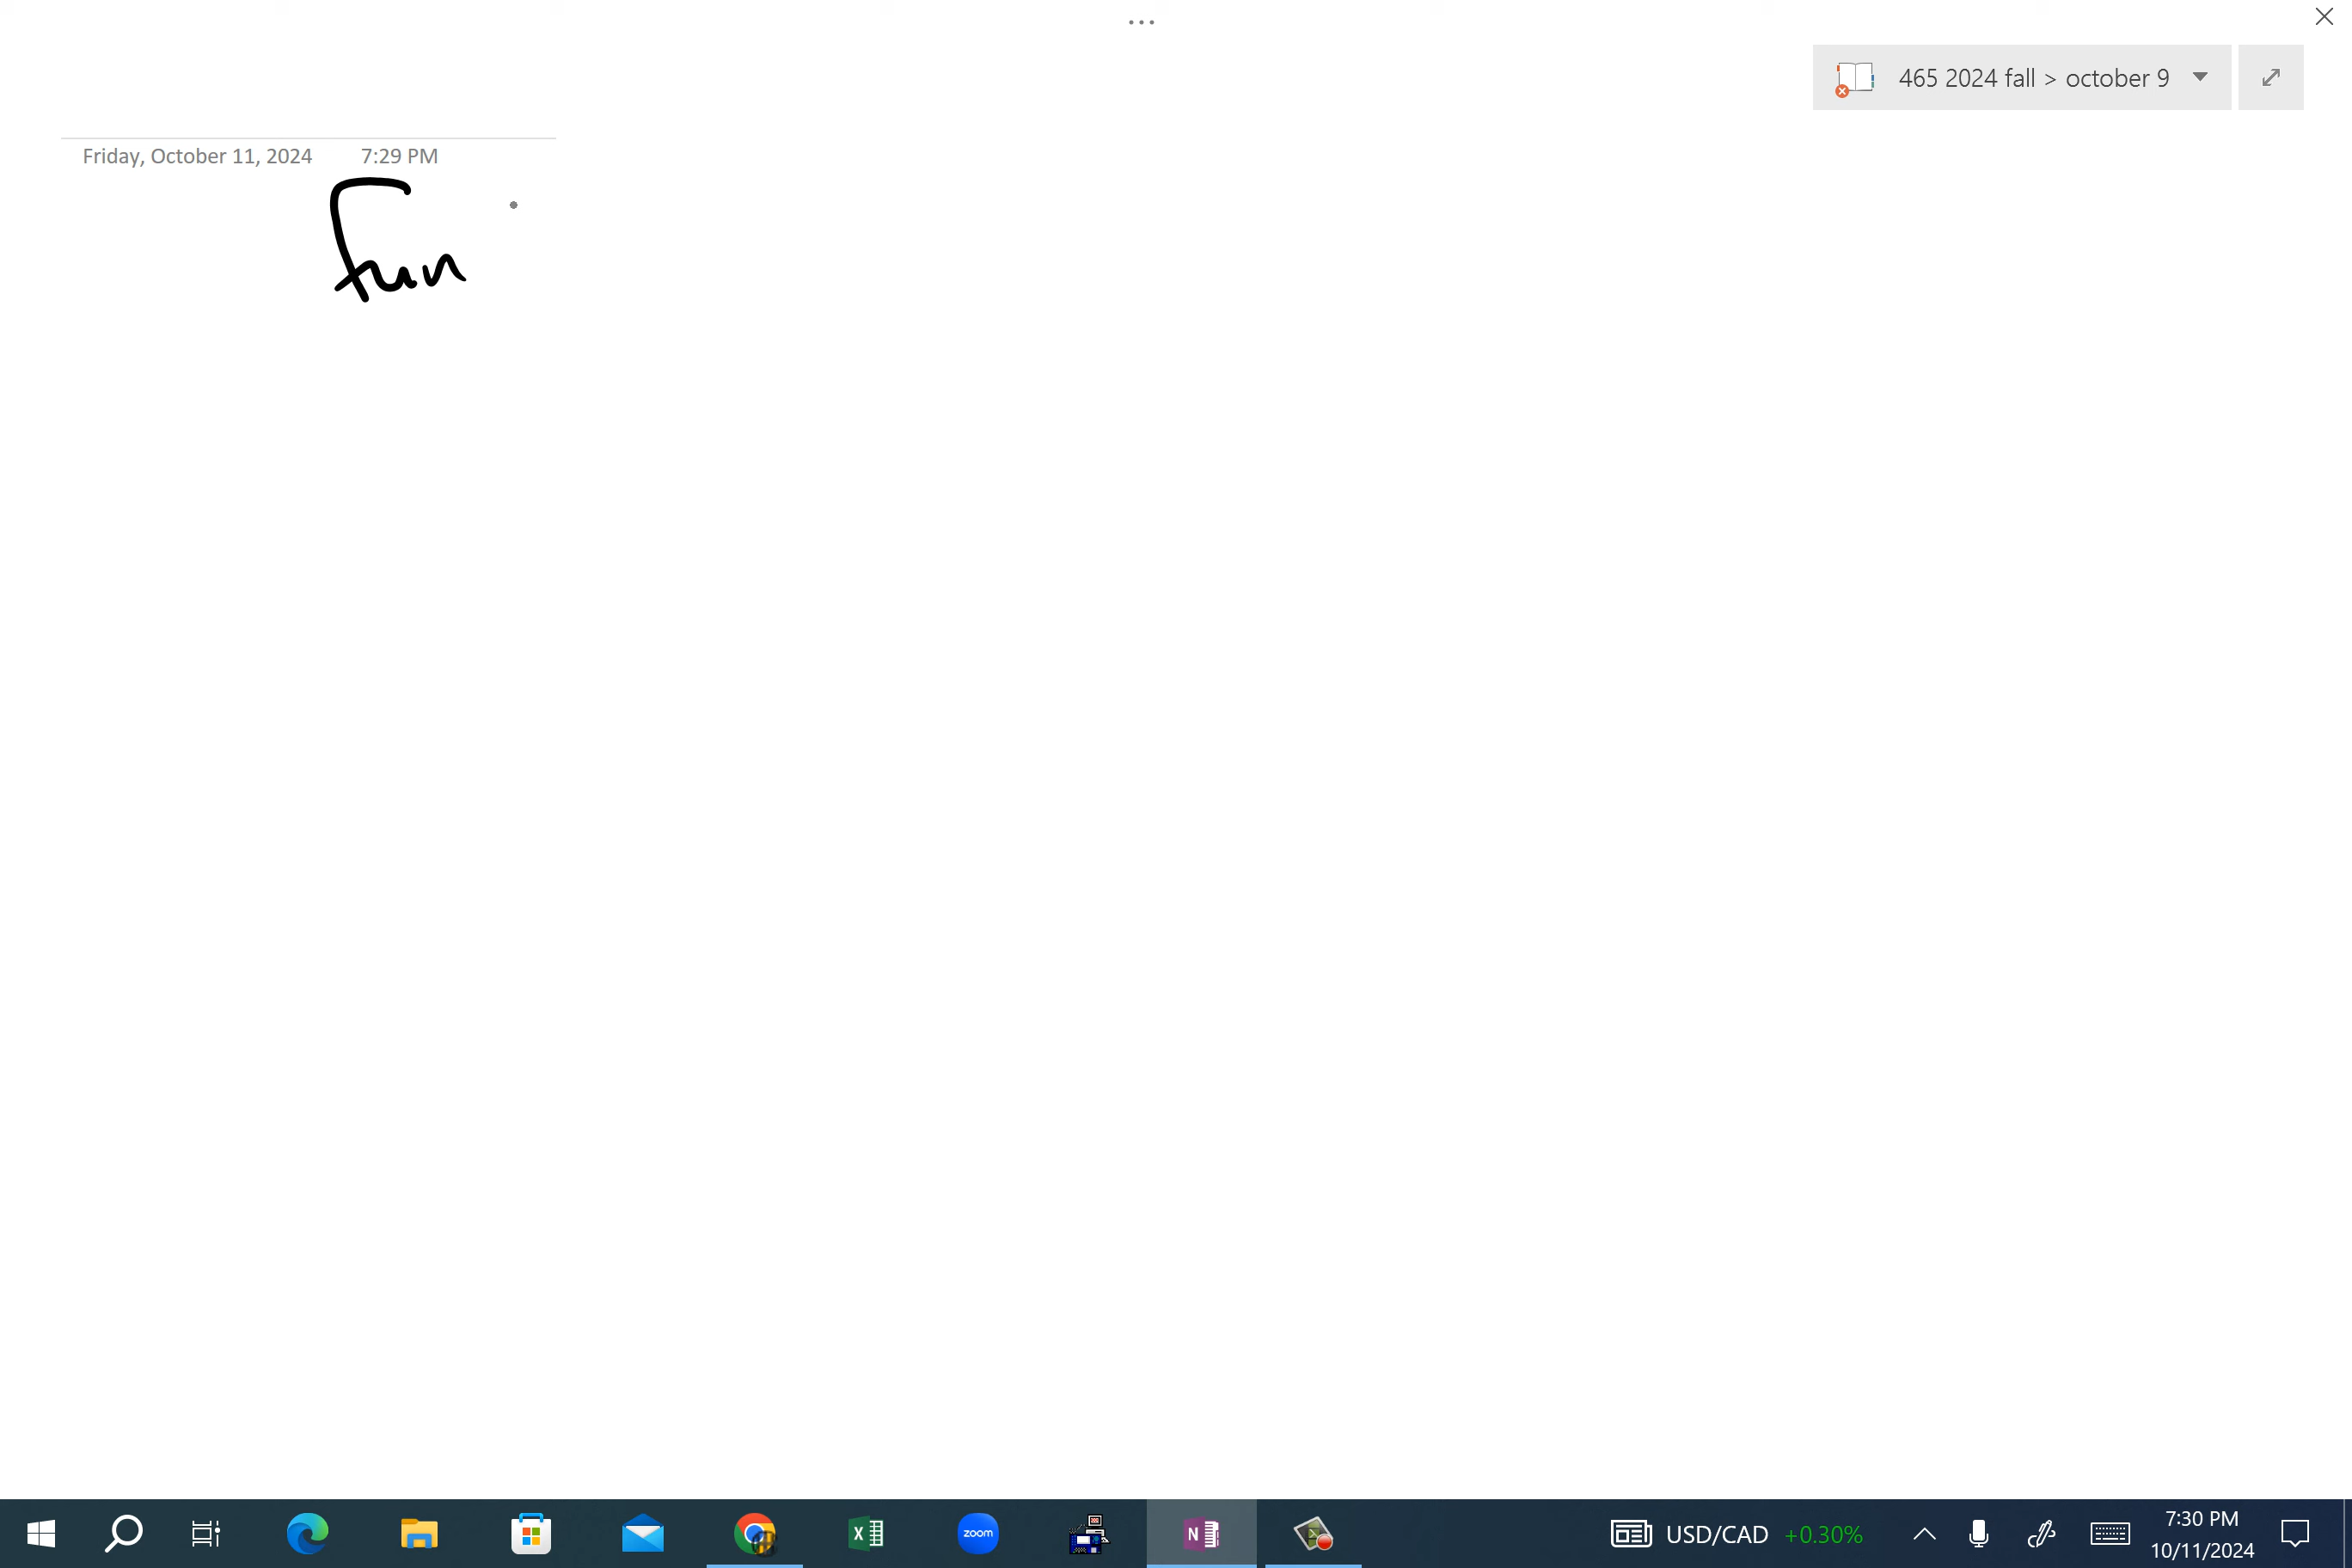 ...
465 2024 fall > october 9
Friday, October 11, 2024 7:29 PM
Fun
zoom
USD/CAD +0.30%
7:30 PM
10/11/2024